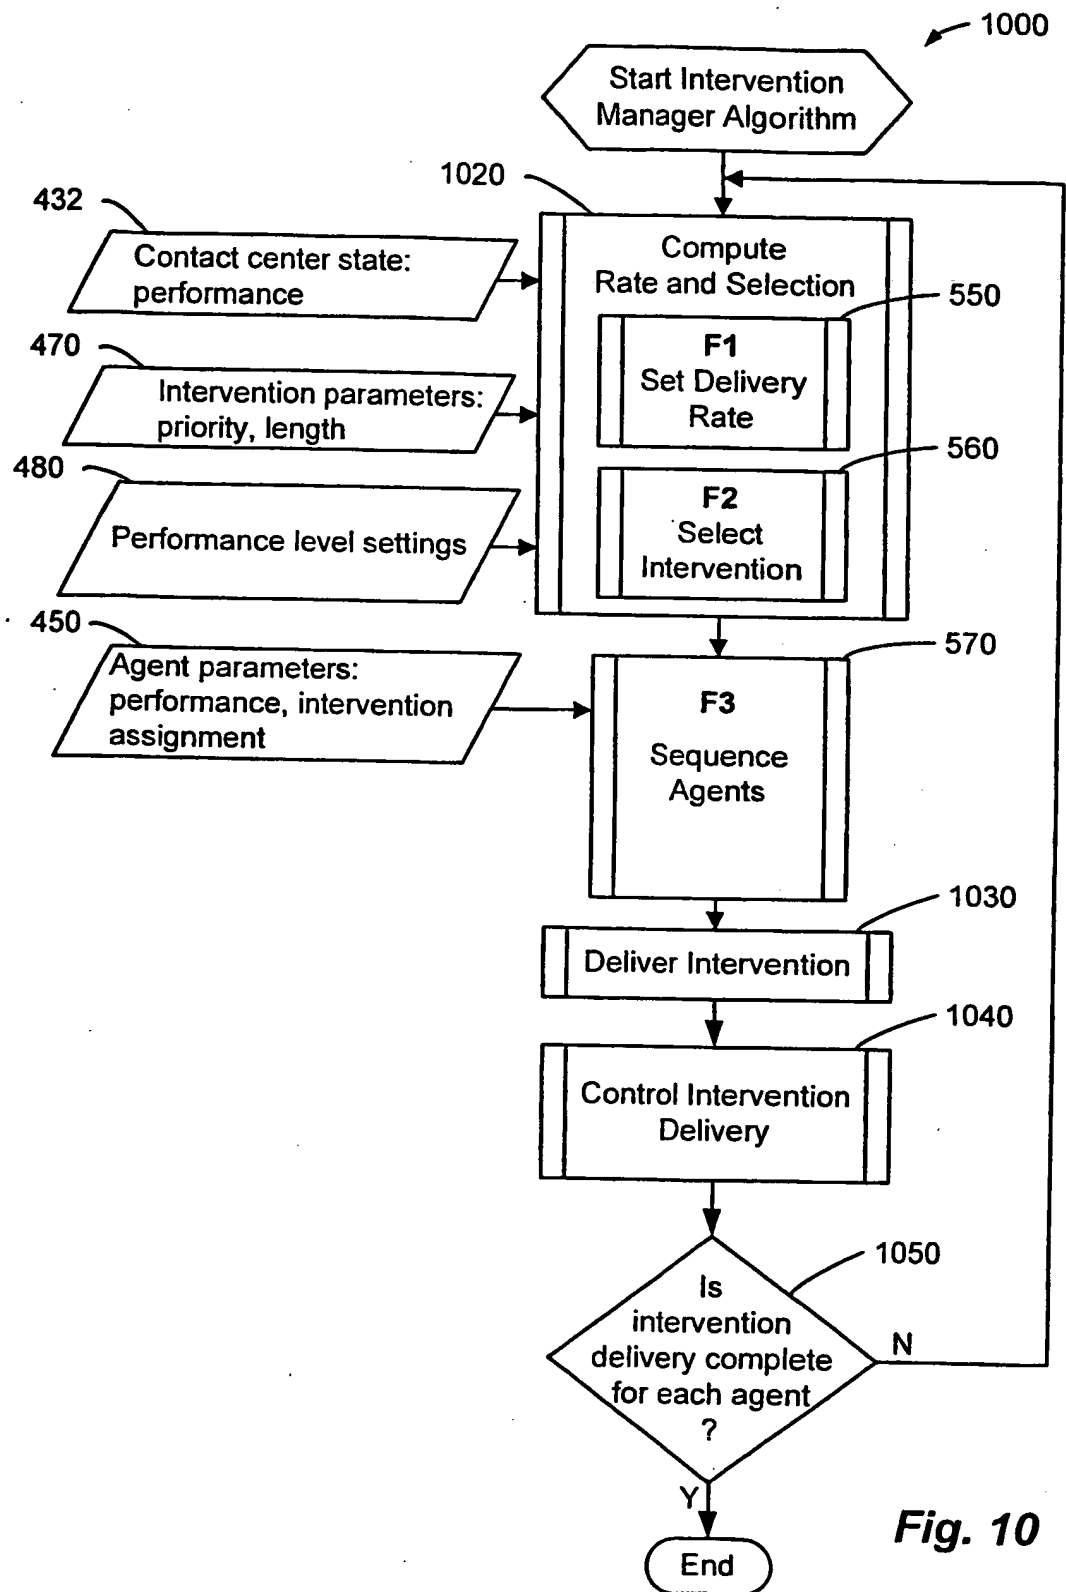 1000
Start Intervention
Manager Algorithm
1020
432
Contact center state:
performance
Compute
Rate and Selection
550
470
Intervention parameters:
priority, length
F1
Set Delivery
Rate
480
Performance level settings
560
F2
Select
Intervention
450
Agent parameters:
performance, intervention
assignment
570
F3
Sequence
Agents
1030
Deliver Intervention
1040
Control Intervention
Delivery
1050
Is
intervention
delivery complete
for each agent
?
N
Y
End
Fig. 10